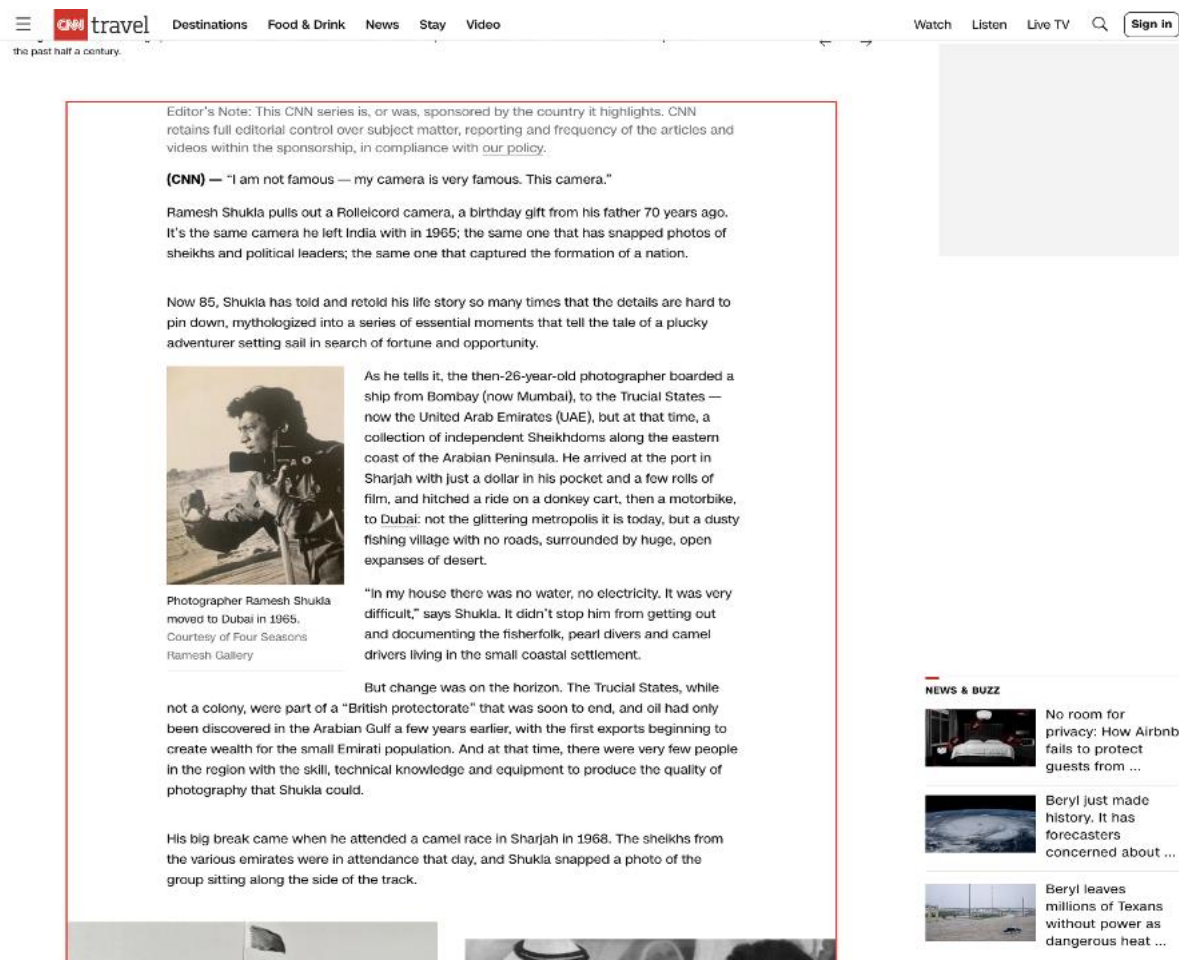 CNN travel Destinations Food & Drink News Stay Video Watch Listen Live TV Sign in
the past half a century.
Editor's Note: This CNN series is, or was, sponsored by the country it highlights. CNN
retains full editorial control over subject matter, reporting and frequency of the articles and
videos within the sponsorship, in compliance with our policy.
(CNN) — “I am not famous — my camera is very famous. This camera.”
Ramesh Shukla pulls out a Rolleicord camera, a birthday gift from his father 70 years ago.
It's the same camera he left India with in 1965; the same one that has snapped photos of
sheikhs and political leaders; the same one that captured the formation of a nation.
Now 85, Shukla has told and retold his life story so many times that the details are hard to
pin down, mythologized into a series of essential moments that tell the tale of a plucky
adventurer setting sail in search of fortune and opportunity.
As he tells it, the then-26-year-old photographer boarded a
ship from Bombay (now Mumbai), to the Trucial States —
now the United Arab Emirates (UAE), but at that time, a
collection of independent Sheikhdoms along the eastern
coast of the Arabian Peninsula. He arrived at the port in
Sharjah with just a dollar in his pocket and a few rolls of
film, and hitched a ride on a donkey cart, then a motorbike,
to Dubai: not the glittering metropolis it is today, but a dusty
fishing village with no roads, surrounded by huge, open
expanses of desert.
Photographer Ramesh Shukla
moved to Dubai in 1965.
Courtesy of Four Seasons
Ramesh Gallery
“In my house there was no water, no electricity. It was very
difficult,” says Shukla. It didn't stop him from getting out
and documenting the fisherfolk, pearl divers and camel
drivers living in the small coastal settlement.
But change was on the horizon. The Trucial States, while
not a colony, were part of a “British protectorate” that was soon to end, and oil had only
been discovered in the Arabian Gulf a few years earlier, with the first exports beginning to
create wealth for the small Emirati population. And at that time, there were very few people
in the region with the skill, technical knowledge and equipment to produce the quality of
photography that Shukla could.
His big break came when he attended a camel race in Sharjah in 1968. The sheikhs from
the various emirates were in attendance that day, and Shukla snapped a photo of the
group sitting along the side of the track.
NEWS & BUZZ
No room for
privacy: How Airbnb
fails to protect
guests from ...
Beryl just made
history. It has
forecasters
concerned about ...
Beryl leaves
millions of Texans
without power as
dangerous heat ...